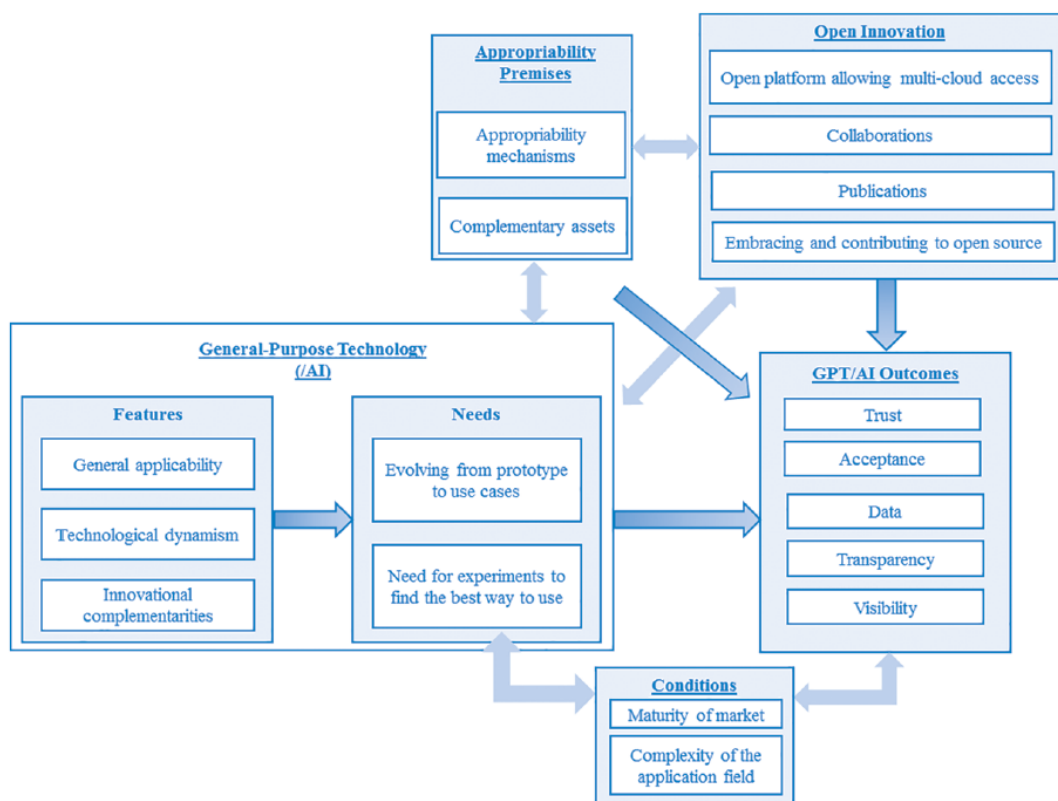 Appropriability
Premises
Appropriability
mechanisms
Complementary assets
Open Innovation
Open platform allowing multi-cloud access
Collaborations
Publications
Embracing and contributing to open source
General-Purpose Technology
(/AI)
Features
General applicability
Technological dynamism
Innovational
complementarities
Needs
Evolving from prototype
to use cases
Need for experiments to
find the best way to use
GPT/AI Outcomes
Trust
Acceptance
Data
Transparency
Visibility
Conditions
Maturity of market
Complexity of the
application field